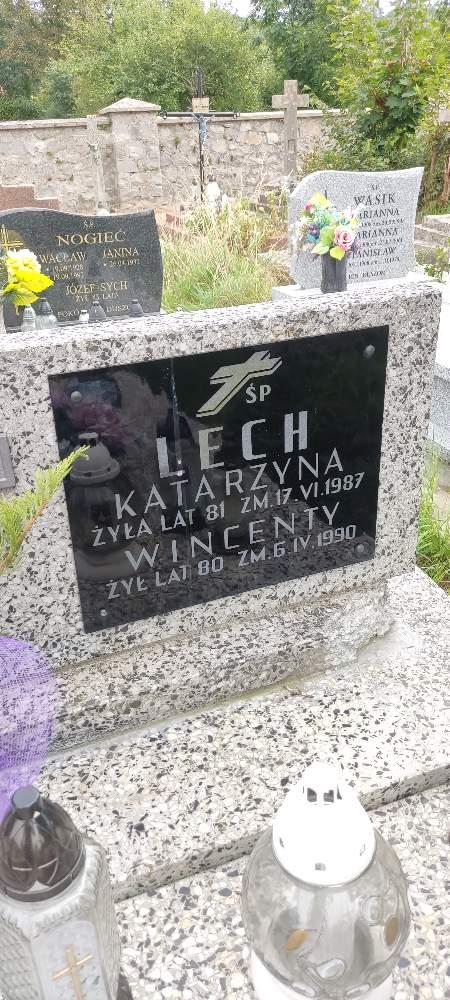 ŚP
LECH
KATARZYNA
ŻYŁA LAT 81 ZM 17.VI.1987
WINCENTY
ŻYŁ LAT 80 ZM.6 IV.1990
Ś.P.
NOGIEĆ
WACŁAW JANINA
JÓZEF SYCH
ŚP.
WĄSIK
MARIANNA
MARIANNA
STANISŁAW